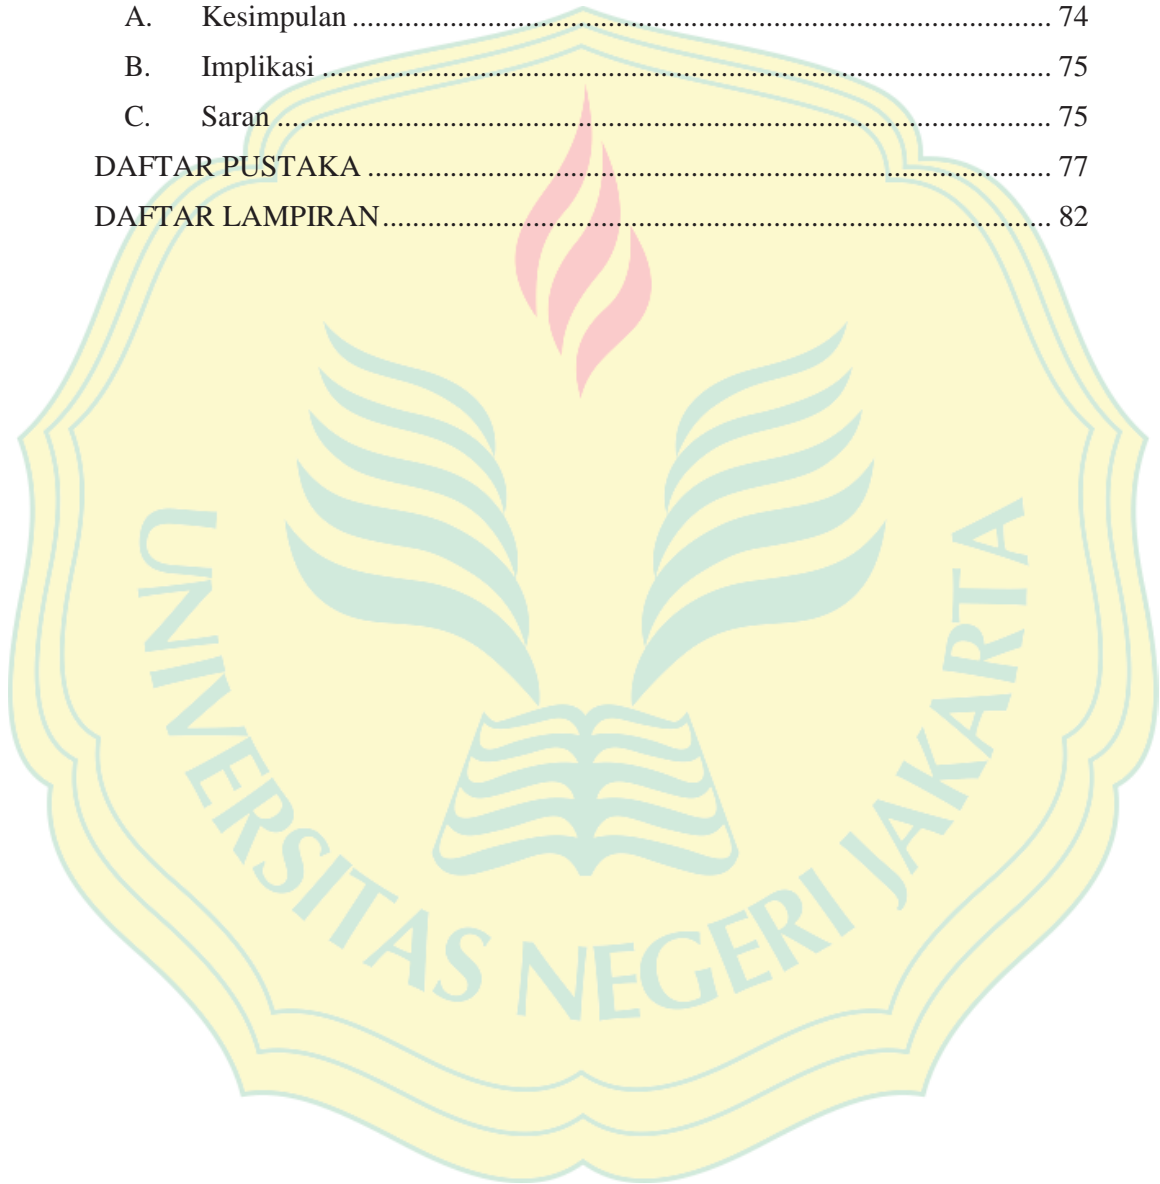 A. Kesimpulan ............................................................................................... 74
B. Implikasi ................................................................................................... 75
C. Saran ......................................................................................................... 75
DAFTAR PUSTAKA ............................................................................................. 77
DAFTAR LAMPIRAN........................................................................................... 82
UNIVERSITAS NEGERI JAKARTA